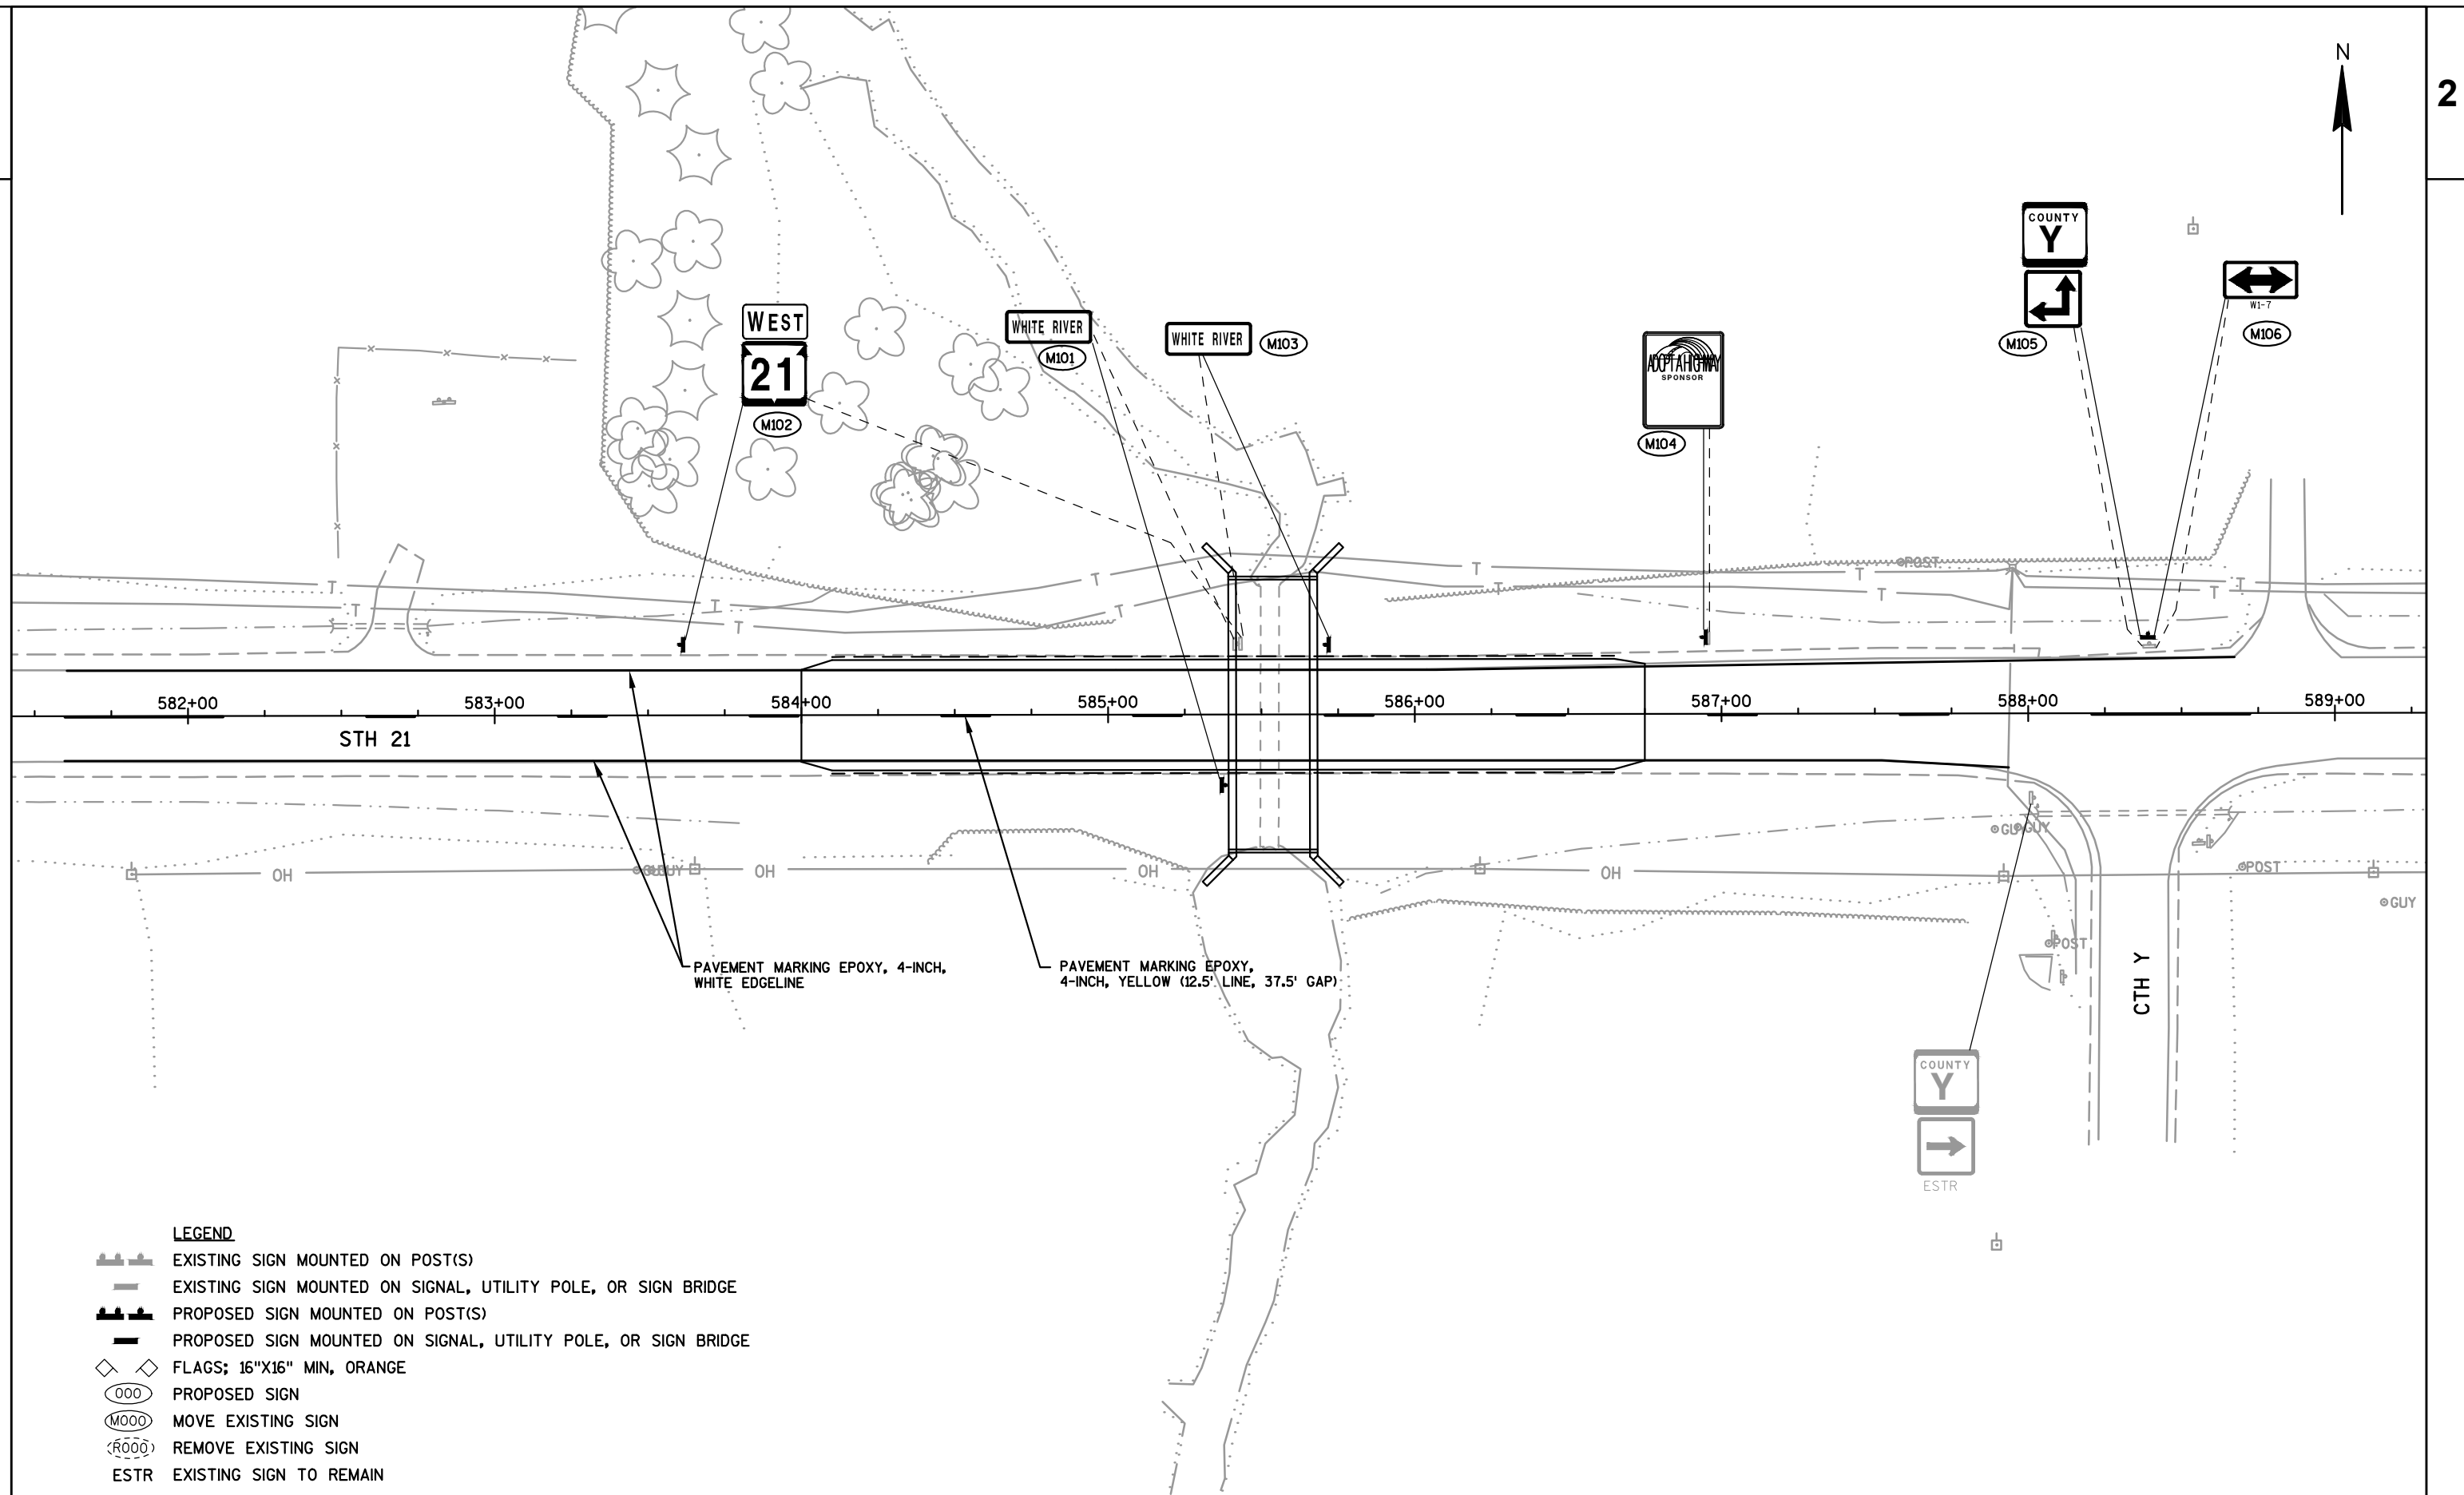 N
2
COUNTY
Y
W1-7
M105
M106
WEST
21
M102
WHITE RIVER
M101
WHITE RIVER
M103
ADOPT A HIGHWAY
SPONSOR
M104
POST
T T T T T T T T
T T T T T T
582+00 583+00 584+00 585+00 586+00 587+00 588+00 589+00
STH 21
GUY GUY
OH GUY OH OH OH
POST
GUY
POST
PAVEMENT MARKING EPOXY, 4-INCH,
WHITE EDGELINE
PAVEMENT MARKING EPOXY,
4-INCH, YELLOW (12.5' LINE, 37.5' GAP)
CTH Y
COUNTY
Y
ESTR
LEGEND
EXISTING SIGN MOUNTED ON POST(S)
EXISTING SIGN MOUNTED ON SIGNAL, UTILITY POLE, OR SIGN BRIDGE
PROPOSED SIGN MOUNTED ON POST(S)
PROPOSED SIGN MOUNTED ON SIGNAL, UTILITY POLE, OR SIGN BRIDGE
FLAGS; 16"X16" MIN, ORANGE
000 PROPOSED SIGN
M000 MOVE EXISTING SIGN
R000 REMOVE EXISTING SIGN
ESTR EXISTING SIGN TO REMAIN